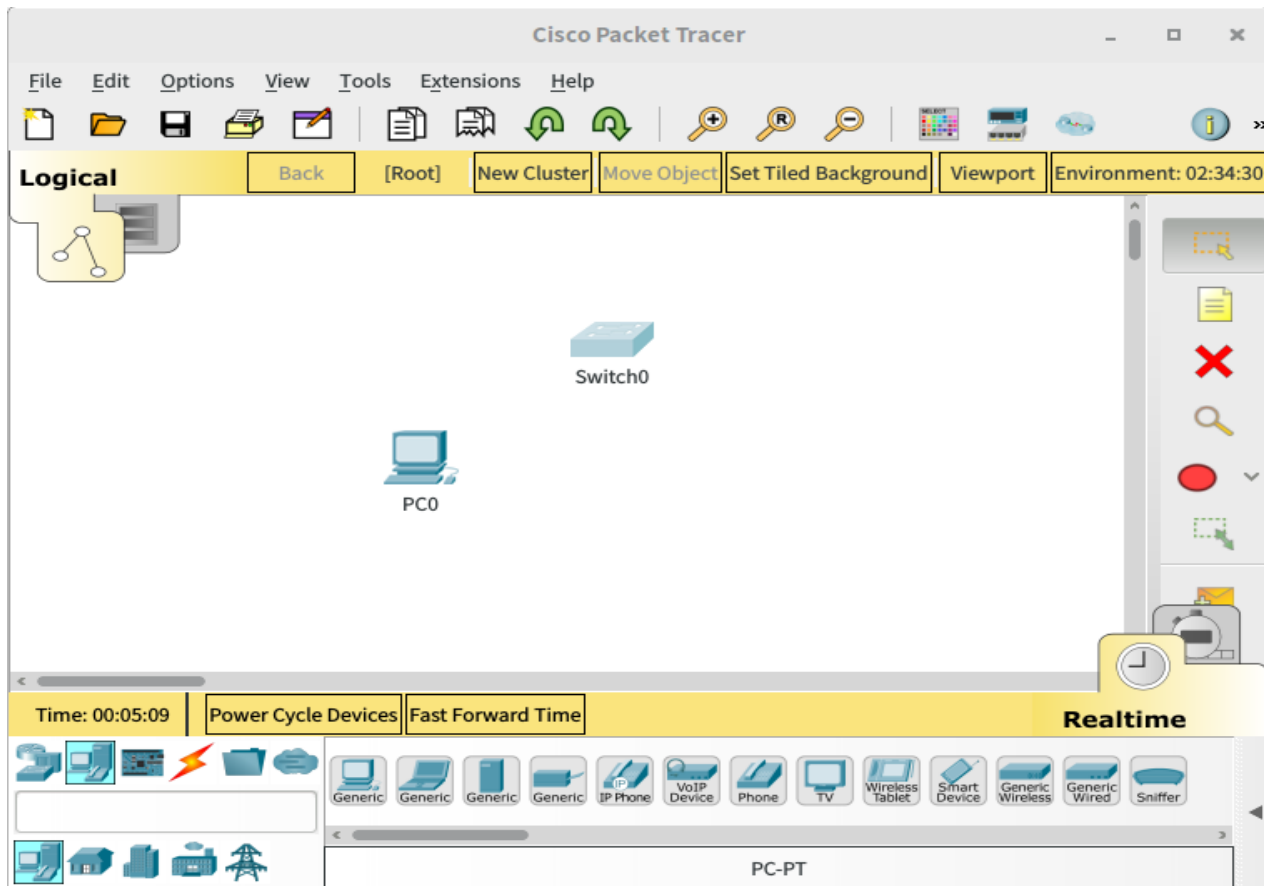 Cisco Packet Tracer
File Edit Options View Tools Extensions Help
SELECT
R
i
Logical Back [Root] New Cluster Move Object Set Tiled Background Viewport Environment: 02:34:30
Switch0
PC0
Time: 00:05:09 Power Cycle Devices Fast Forward Time Realtime
Generic Generic Generic Generic IP Phone VoIP Device Phone TV Wireless Tablet Smart Device Generic Wireless Generic Wired Sniffer
IP
PC-PT